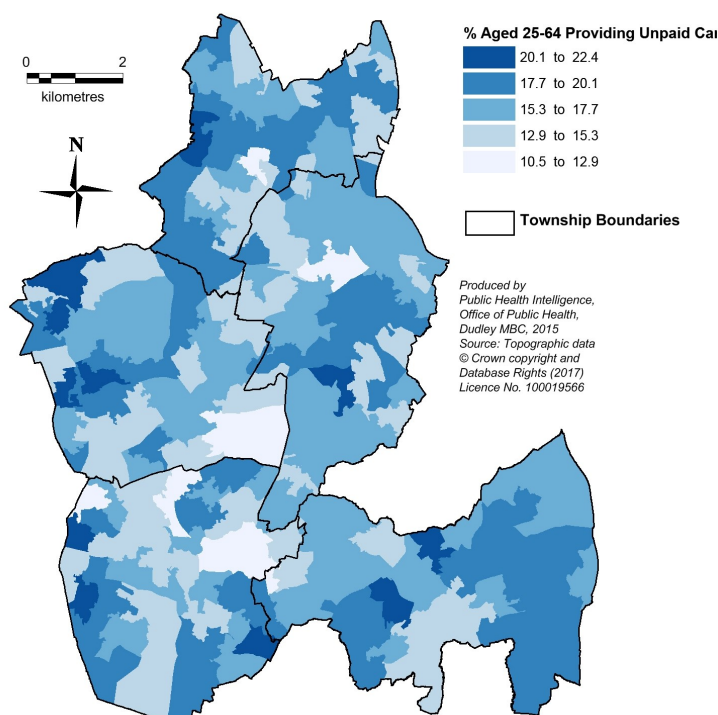 % Aged 25-64 Providing Unpaid Car
20.1 to 22.4
17.7 to 20.1
15.3 to 17.7
12.9 to 15.3
10.5 to 12.9
Township Boundaries
0 2
kilometres
N
Produced by
Public Health Intelligence,
Office of Public Health,
Dudley MBC, 2015
Source: Topographic data
© Crown copyright and
Database Rights (2017)
Licence No. 100019566